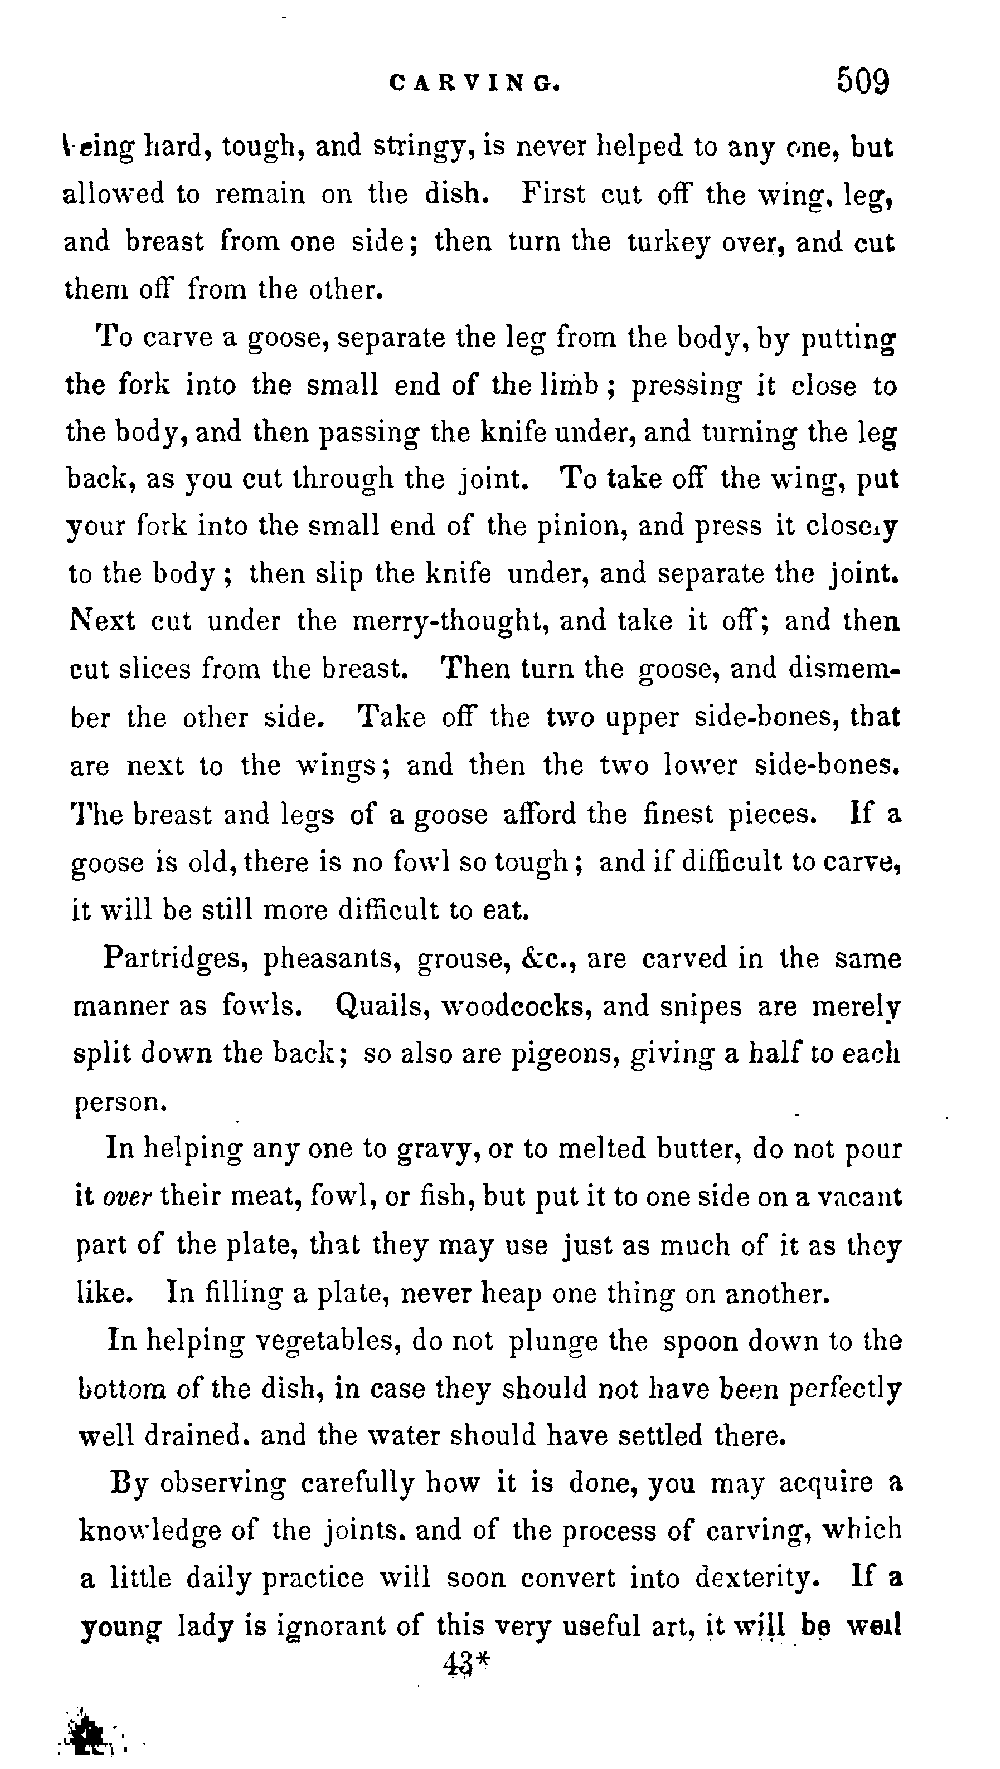 CARVING. 509
being hard, tough, and stringy, is never helped to any one, but
allowed to remain on the dish. First cut off the wing, leg,
and breast from one side; then turn the turkey over, and cut
them off from the other.
To carve a goose, separate the leg from the body, by putting
the fork into the small end of the limb; pressing it close to
the body, and then passing the knife under, and turning the leg
back, as you cut through the joint. To take off the wing, put
your fork into the small end of the pinion, and press it closely
to the body; then slip the knife under, and separate the joint.
Next cut under the merry-thought, and take it off; and then
cut slices from the breast. Then turn the goose, and dismem-
ber the other side. Take off the two upper side-bones, that
are next to the wings; and then the two lower side-bones.
The breast and legs of a goose afford the finest pieces. If a
goose is old, there is no fowl so tough; and if difficult to carve,
it will be still more difficult to eat.
Partridges, pheasants, grouse, &c., are carved in the same
manner as fowls. Quails, woodcocks, and snipes are merely
split down the back; so also are pigeons, giving a half to each
person.
In helping any one to gravy, or to melted butter, do not pour
it over their meat, fowl, or fish, but put it to one side on a vacant
part of the plate, that they may use just as much of it as they
like. In filling a plate, never heap one thing on another.
In helping vegetables, do not plunge the spoon down to the
bottom of the dish, in case they should not have been perfectly
well drained. and the water should have settled there.
By observing carefully how it is done, you may acquire a
knowledge of the joints. and of the process of carving, which
a little daily practice will soon convert into dexterity. If a
young lady is ignorant of this very useful art, it will be well
43*